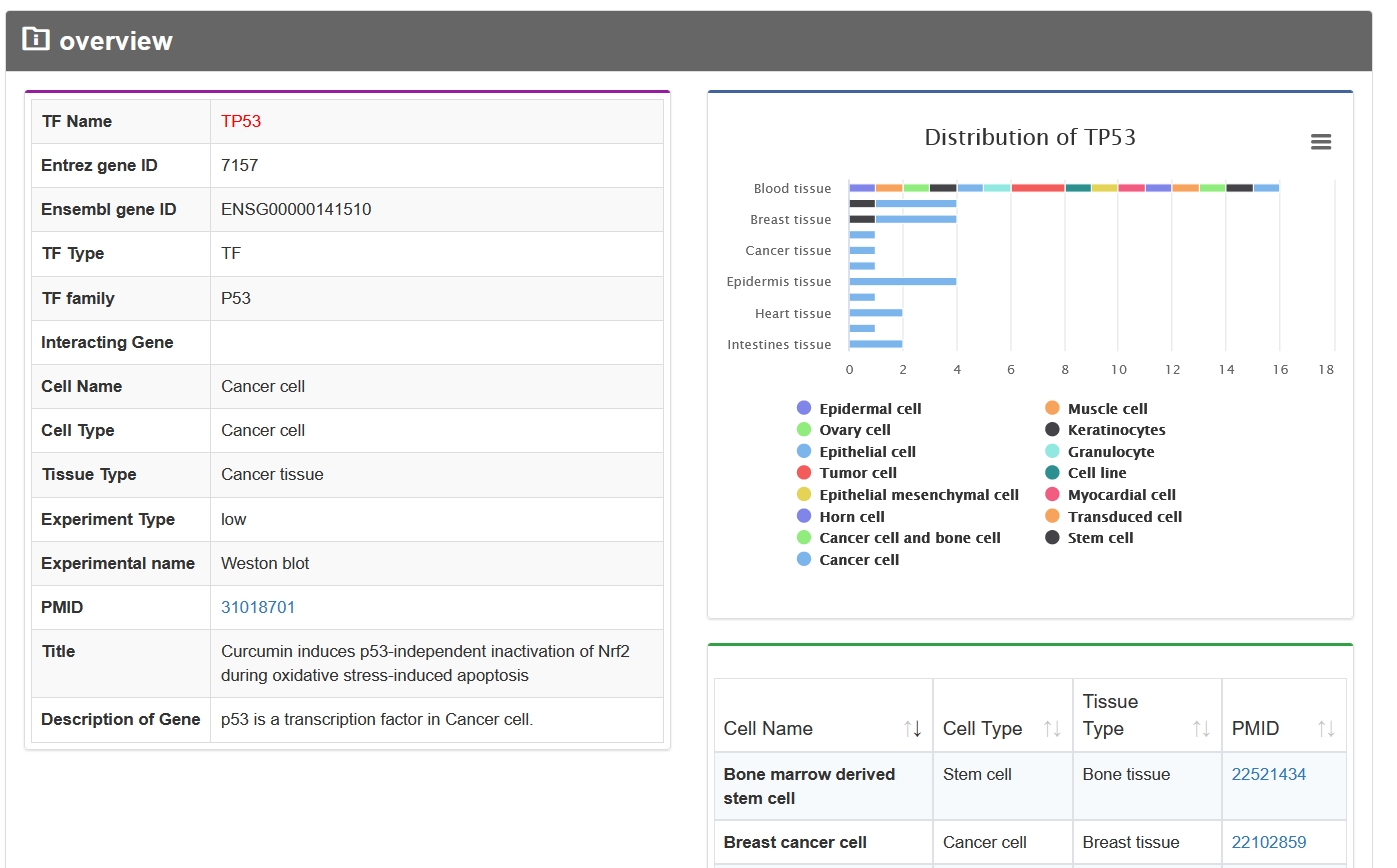 overview
TF Name TP53
Entrez gene ID 7157
Ensembl gene ID ENSG00000141510
TF Type TF
TF family P53
Interacting Gene
Cell Name Cancer cell
Cell Type Cancer cell
Tissue Type Cancer tissue
Experiment Type low
Experimental name Weston blot
PMID 31018701
Title Curcumin induces p53-independent inactivation of Nrf2
during oxidative stress-induced apoptosis
Description of Gene p53 is a transcription factor in Cancer cell.
Distribution of TP53
Blood tissue
Breast tissue
Cancer tissue
Epidermis tissue
Heart tissue
Intestines tissue
0 2 4 6 8 10 12 14 16 18
Epidermal cell Muscle cell
Ovary cell Keratinocytes
Epithelial cell Granulocyte
Tumor cell Cell line
Epithelial mesenchymal cell Myocardial cell
Horn cell Transduced cell
Cancer cell and bone cell Stem cell
Cancer cell
Cell Name Cell Type Tissue Type PMID
Bone marrow derived stem cell Stem cell Bone tissue 22521434
Breast cancer cell Cancer cell Breast tissue 22102859